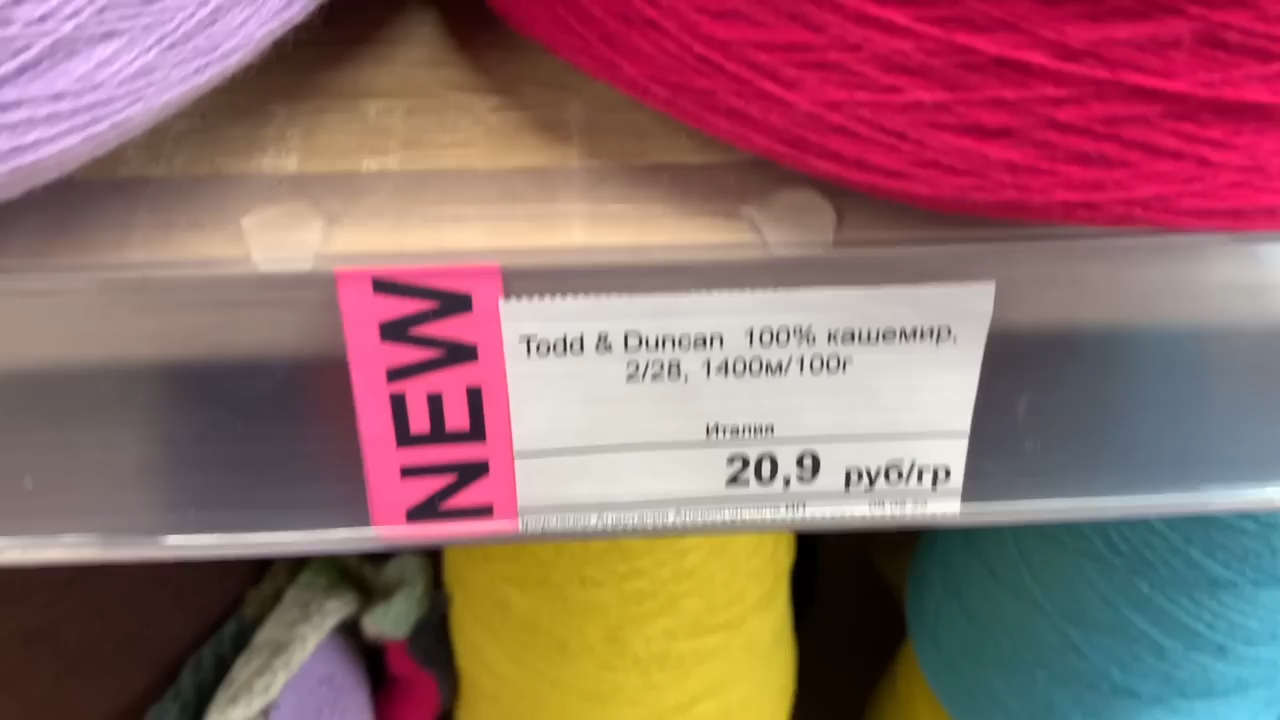 NEW
Todd & Duncan 100% кашемир,
2/28, 1400м/100г
Италия
20,9 руб/гр